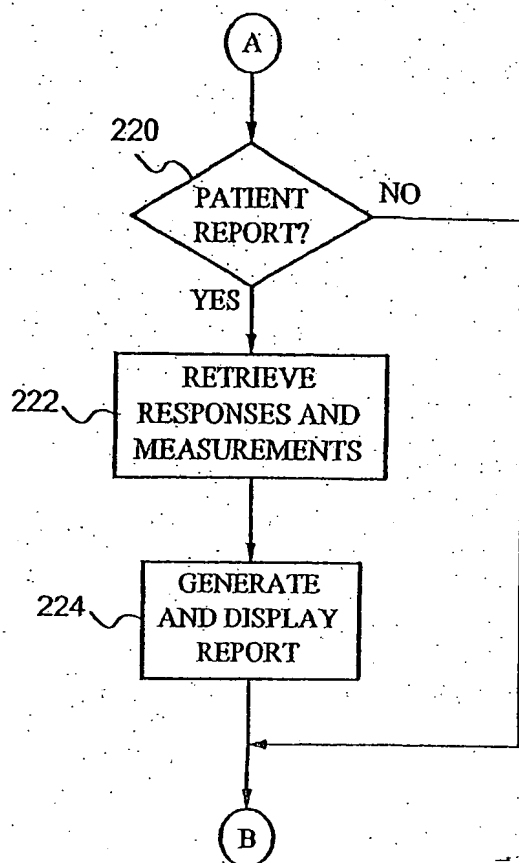 A
220
PATIENT
REPORT?
NO
YES
222
RETRIEVE
RESPONSES AND
MEASUREMENTS
224
GENERATE
AND DISPLAY
REPORT
B